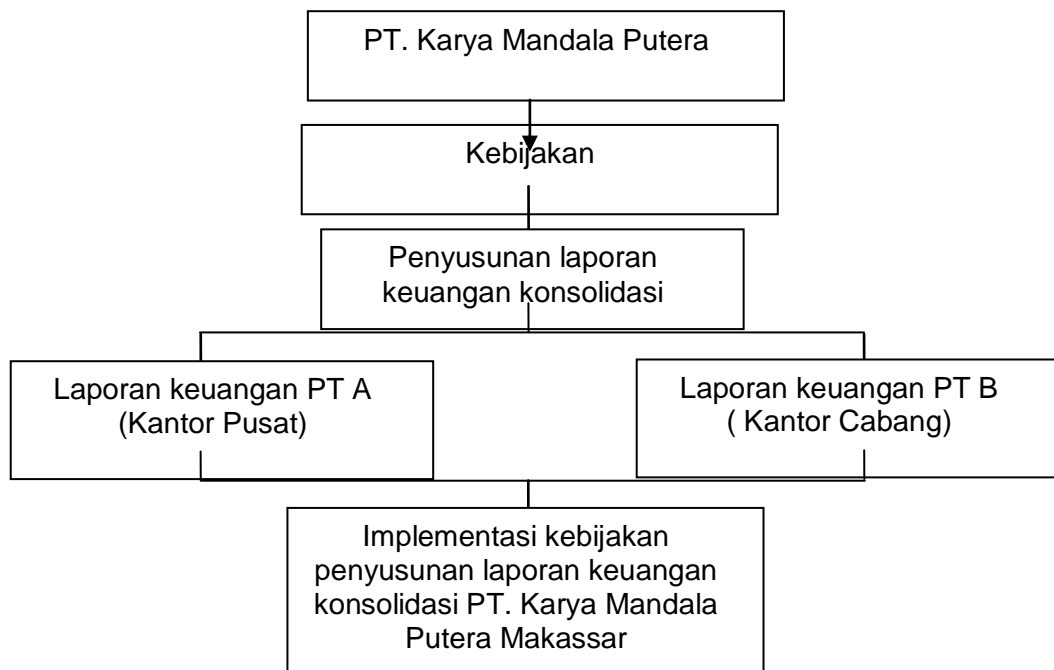 PT. Karya Mandala Putera
Kebijakan
Penyusunan laporan
keuangan konsolidasi
Laporan keuangan PT A
(Kantor Pusat)
Laporan keuangan PT B
( Kantor Cabang)
Implementasi kebijakan
penyusunan laporan keuangan
konsolidasi PT. Karya Mandala
Putera Makassar